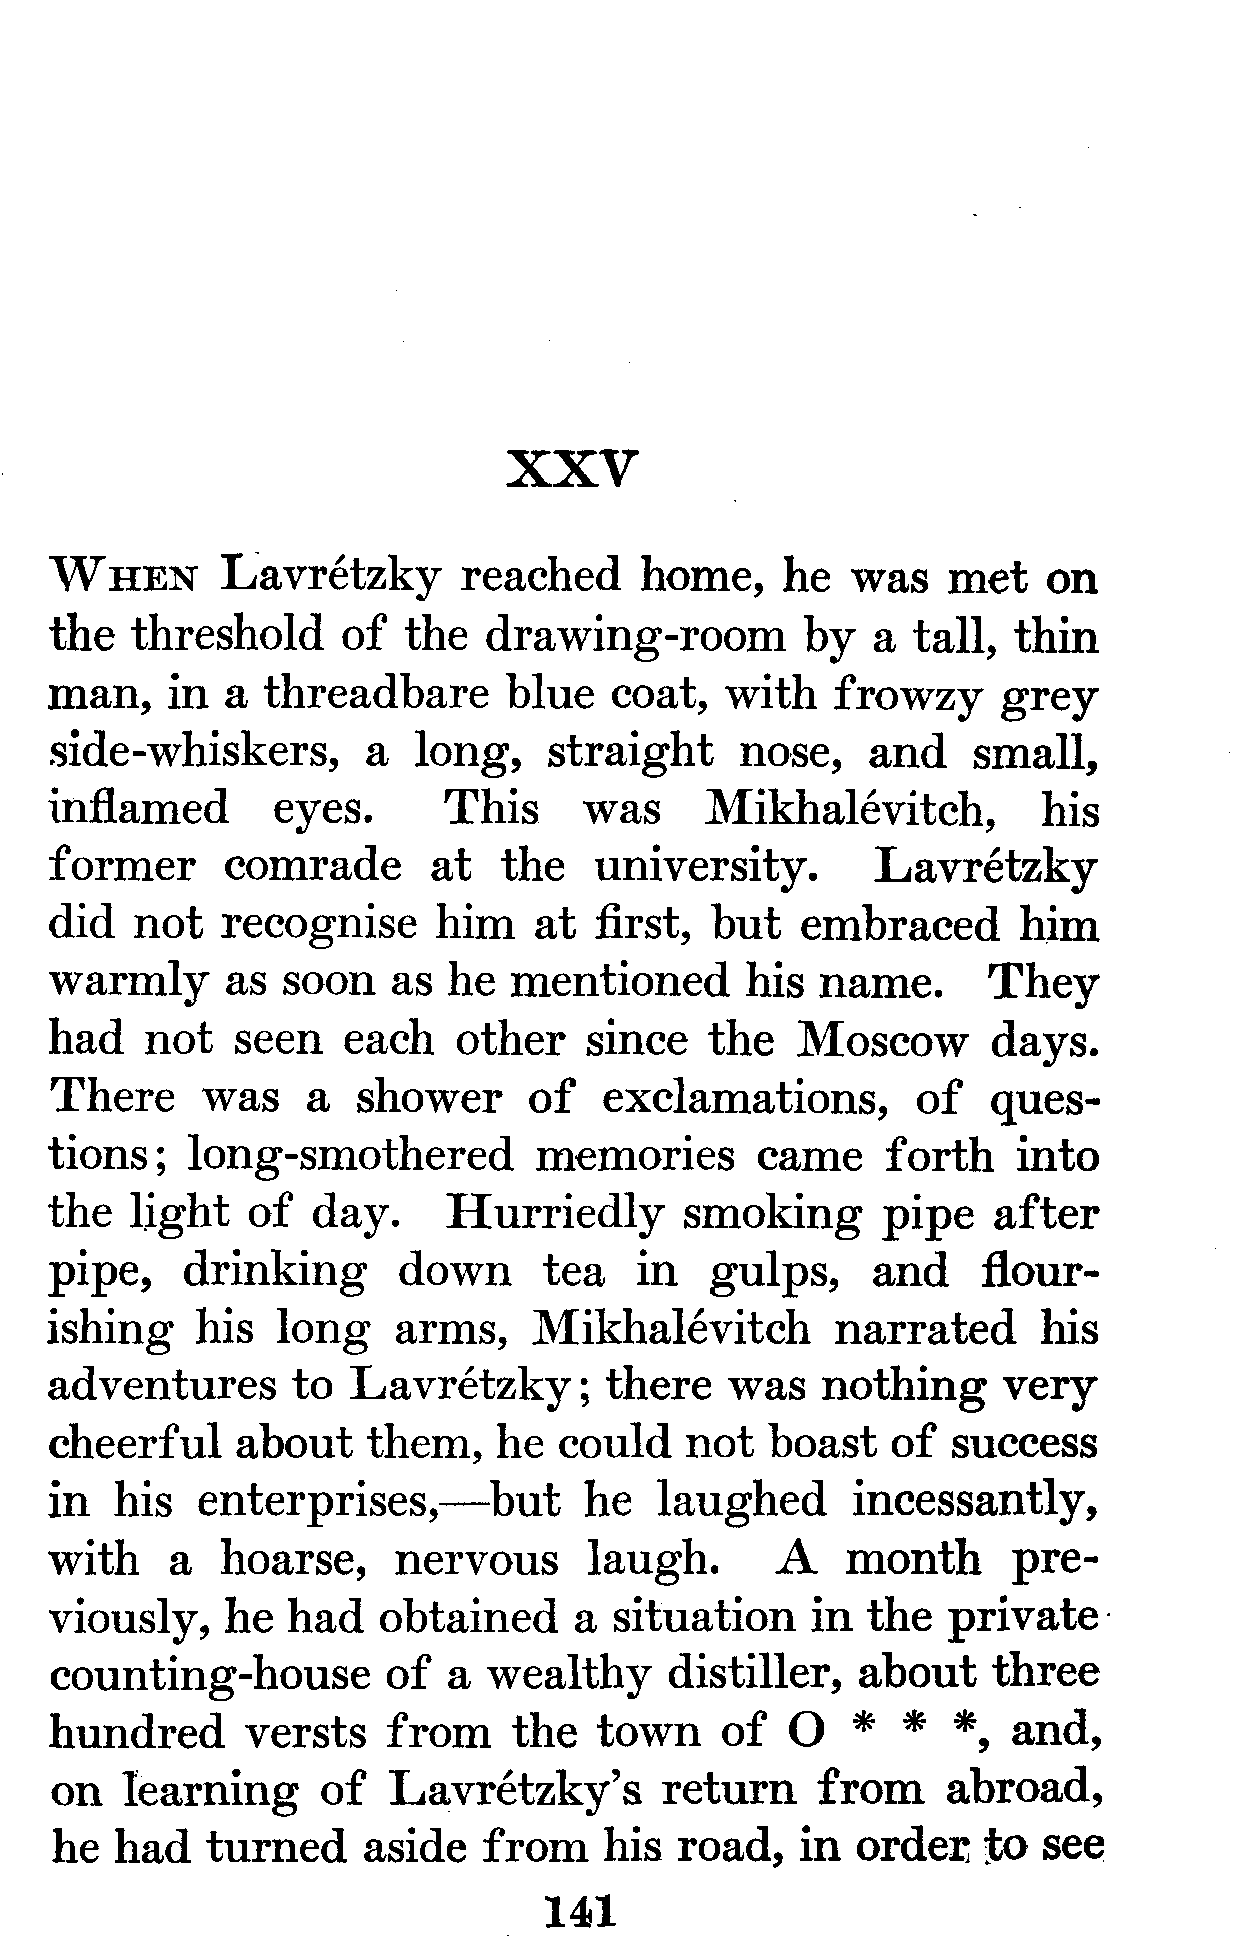 XXV
When Lavrétzky reached home, he was met on
the threshold of the drawing-room by a tall, thin
man, in a threadbare blue coat, with frowzy grey
side-whiskers, a long, straight nose, and small,
inflamed eyes. This was Mikhalévitch, his
former comrade at the university. Lavrétzky
did not recognise him at first, but embraced him
warmly as soon as he mentioned his name. They
had not seen each other since the Moscow days.
There was a shower of exclamations, of ques-
tions; long-smothered memories came forth into
the light of day. Hurriedly smoking pipe after
pipe, drinking down tea in gulps, and flour-
ishing his long arms, Mikhalévitch narrated his
adventures to Lavrétzky; there was nothing very
cheerful about them, he could not boast of success
in his enterprises,—but he laughed incessantly,
with a hoarse, nervous laugh. A month pre-
viously, he had obtained a situation in the private
counting-house of a wealthy distiller, about three
hundred versts from the town of O * * *, and,
on learning of Lavrétzky's return from abroad,
he had turned aside from his road, in order to see
141